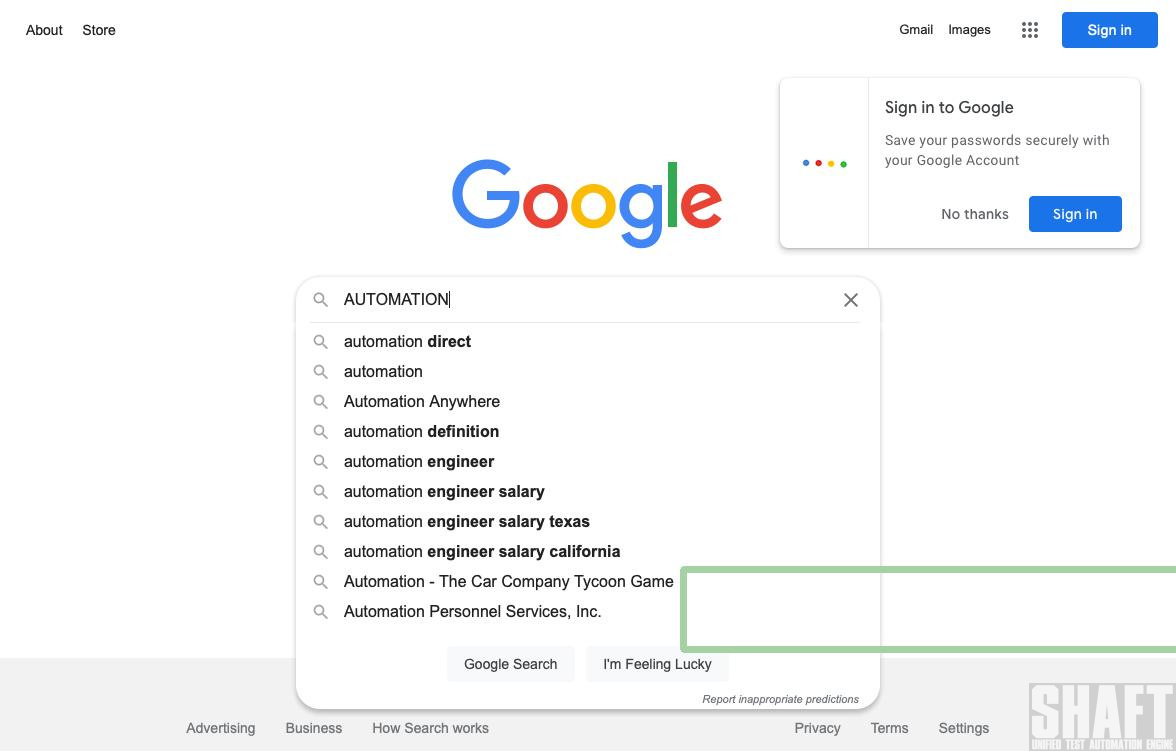 About Store
Gmail Images
Sign in
Sign in to Google
Save your passwords securely with
your Google Account
No thanks
Sign in
Google
AUTOMATION
automation direct
automation
Automation Anywhere
automation definition
automation engineer
automation engineer salary
automation engineer salary texas
automation engineer salary california
Automation - The Car Company Tycoon Game
Automation Personnel Services, Inc.
Google Search
I'm Feeling Lucky
Report inappropriate predictions
Advertising Business How Search works
Privacy Terms Settings
SHAFT
UNIFIED TEST AUTOMATION ENGINE